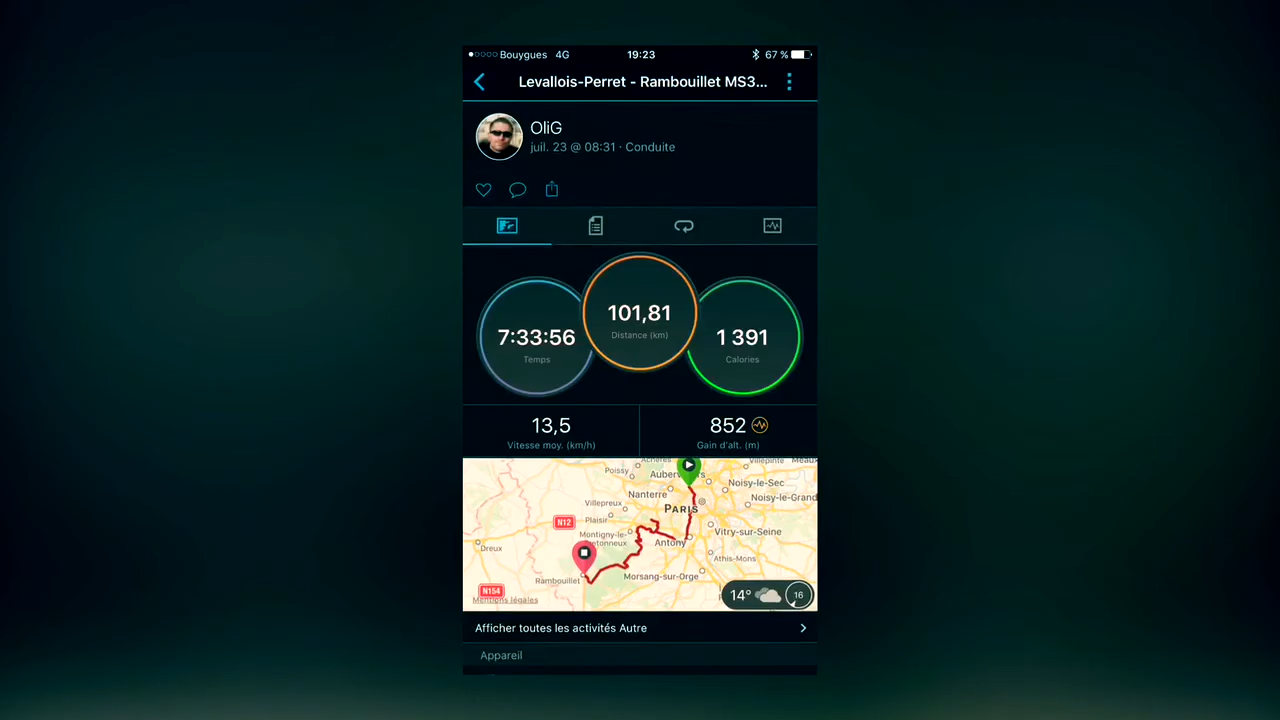 Bouygues 4G 19:23 67 %
Levallois-Perret - Rambouillet MS3...
OliG
juil. 23 @ 08:31 · Conduite
101,81
Distance (km)
7:33:56
Temps
1 391
Calories
13,5
Vitesse moy. (km/h)
852
Gain d'alt. (m)
Poissy
Achères
Villepinte
Meaux
Noisy-le-Sec
Nanterre
Noisy-le-Grand
Villepreux
PARIS
Plaisir
N12
Vitry-sur-Seine
Montigny-le-
Bretonneux
Antony
Dreux
Athis-Mons
Rambouillet
Morsang-sur-Orge
N154
Mentions légales
14°
16
Afficher toutes les activités Autre
Appareil